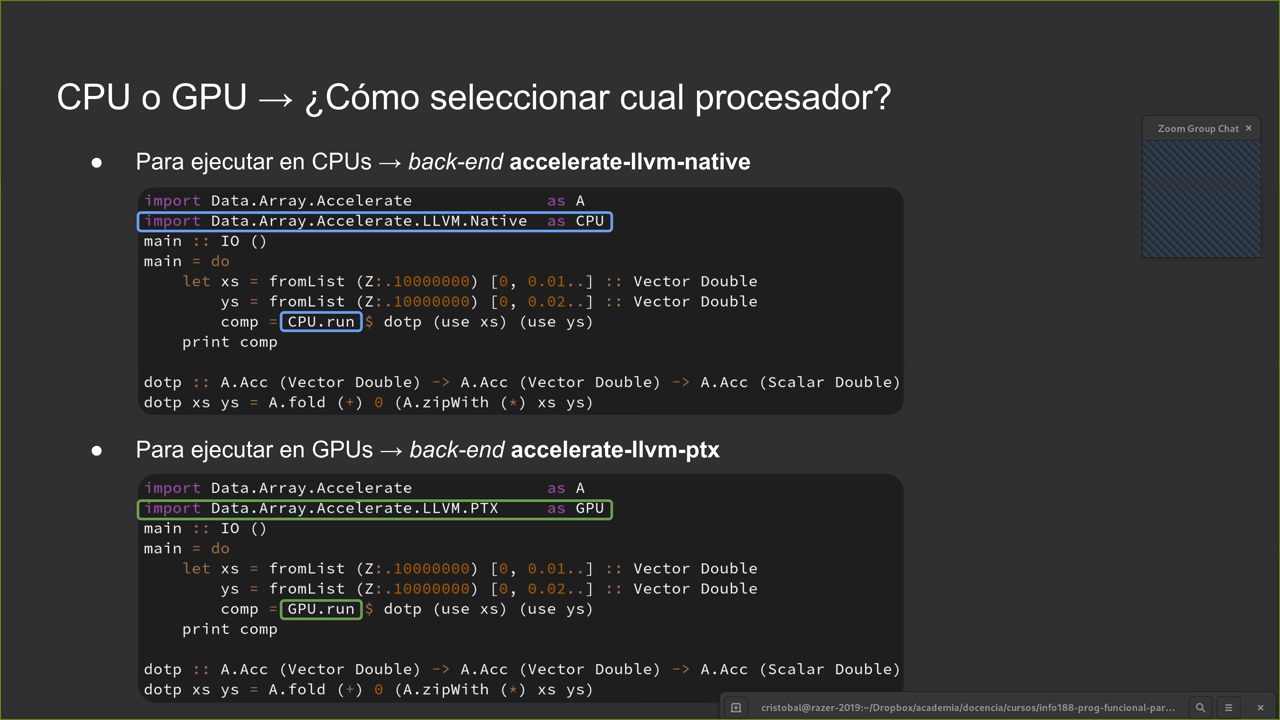 CPU o GPU → ¿Cómo seleccionar cual procesador?
● Para ejecutar en CPUs → back-end accelerate-llvm-native
import Data.Array.Accelerate              as A
import Data.Array.Accelerate.LLVM.Native  as CPU
main :: IO ()
main = do
    let xs = fromList (Z:.10000000) [0, 0.01..] :: Vector Double
        ys = fromList (Z:.10000000) [0, 0.02..] :: Vector Double
        comp = CPU.run $ dotp (use xs) (use ys)
    print comp
dotp :: A.Acc (Vector Double) -> A.Acc (Vector Double) -> A.Acc (Scalar Double)
dotp xs ys = A.fold (+) 0 (A.zipWith (*) xs ys)
● Para ejecutar en GPUs → back-end accelerate-llvm-ptx
import Data.Array.Accelerate              as A
import Data.Array.Accelerate.LLVM.PTX     as GPU
main :: IO ()
main = do
    let xs = fromList (Z:.10000000) [0, 0.01..] :: Vector Double
        ys = fromList (Z:.10000000) [0, 0.02..] :: Vector Double
        comp = GPU.run $ dotp (use xs) (use ys)
    print comp
dotp :: A.Acc (Vector Double) -> A.Acc (Vector Double) -> A.Acc (Scalar Double)
dotp xs ys = A.fold (+) 0 (A.zipWith (*) xs ys)
Zoom Group Chat ×
cristobal@razer-2019:~/Dropbox/academia/docencia/cursos/info188-prog-funcional-par...